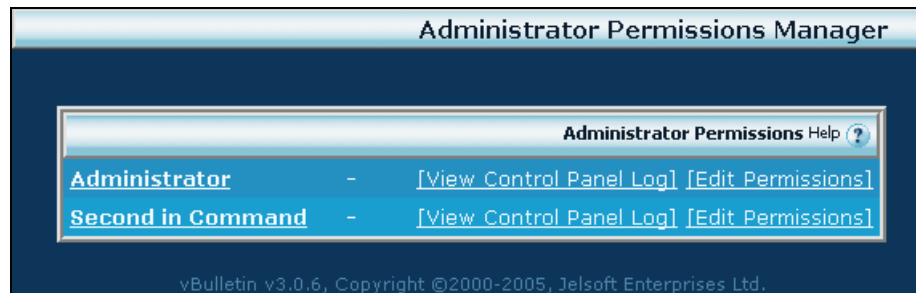 Administrator Permissions Manager
Administrator Permissions Help ?
Administrator - [View Control Panel Log] [Edit Permissions]
Second in Command - [View Control Panel Log] [Edit Permissions]
vBulletin v3.0.6, Copyright ©2000-2005, Jelsoft Enterprises Ltd.